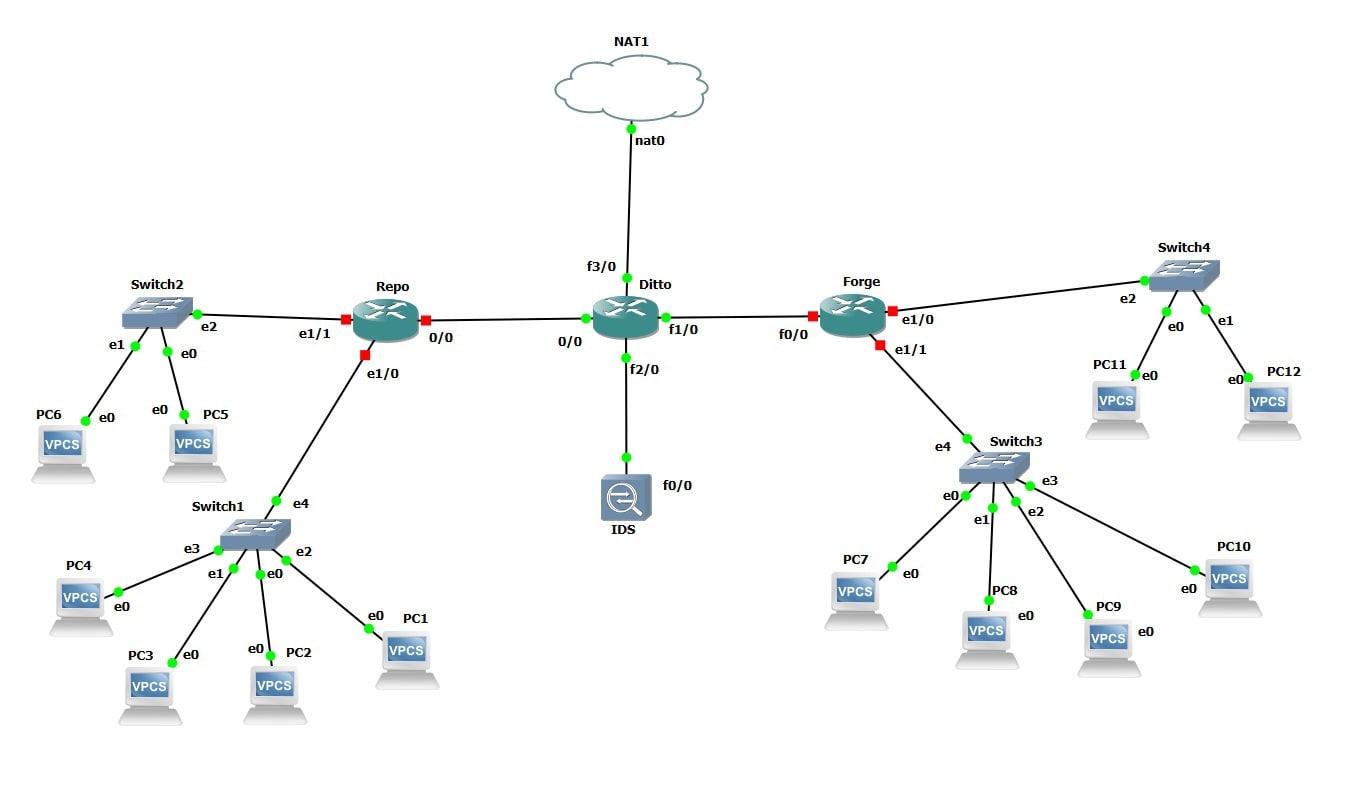 NAT1
nat0
f3/0
Switch2
Repo
Ditto
Forge
Switch4
e2
e1/1
0/0
0/0
f1/0
f0/0
e1/0
e2
e1
e0
e1/0
f2/0
e1/1
e0
e1
PC6
e0
e0
PC5
PC11
e0
e0
PC12
VPCS
VPCS
VPCS
VPCS
Switch1
e4
f0/0
IDS
e4
Switch3
e3
e1
e0
e2
e0
e1
e2
e3
PC4
VPCS
e0
PC7
VPCS
e0
PC8
VPCS
e0
PC9
VPCS
e0
PC10
VPCS
e0
PC3
VPCS
e0
e0
PC2
VPCS
e0
PC1
VPCS